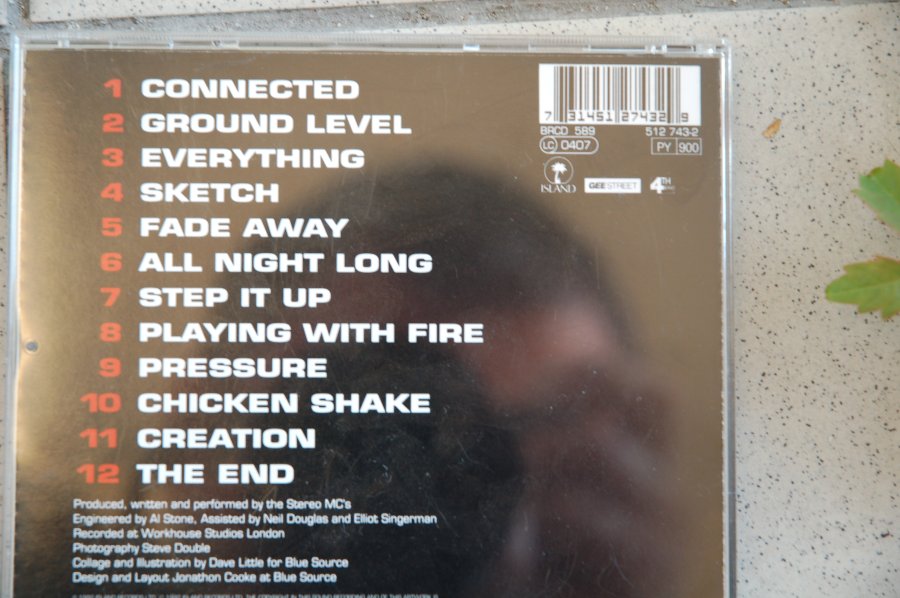 1 CONNECTED
2 GROUND LEVEL
3 EVERYTHING
4 SKETCH
5 FADE AWAY
6 ALL NIGHT LONG
7 STEP IT UP
8 PLAYING WITH FIRE
9 PRESSURE
10 CHICKEN SHAKE
11 CREATION
12 THE END
7 31451 27432 9
BRCD 589 512 743-2
LC 0407 PY 900
ISLAND GEE STREET 4TH
Produced, written and performed by the Stereo MC's
Engineered by Al Stone, Assisted by Neil Douglas and Elliot Singerman
Recorded at Workhouse Studios London
Photography Steve Double
Collage and Illustration by Dave Little for Blue Source
Design and Layout Jonathon Cooke at Blue Source